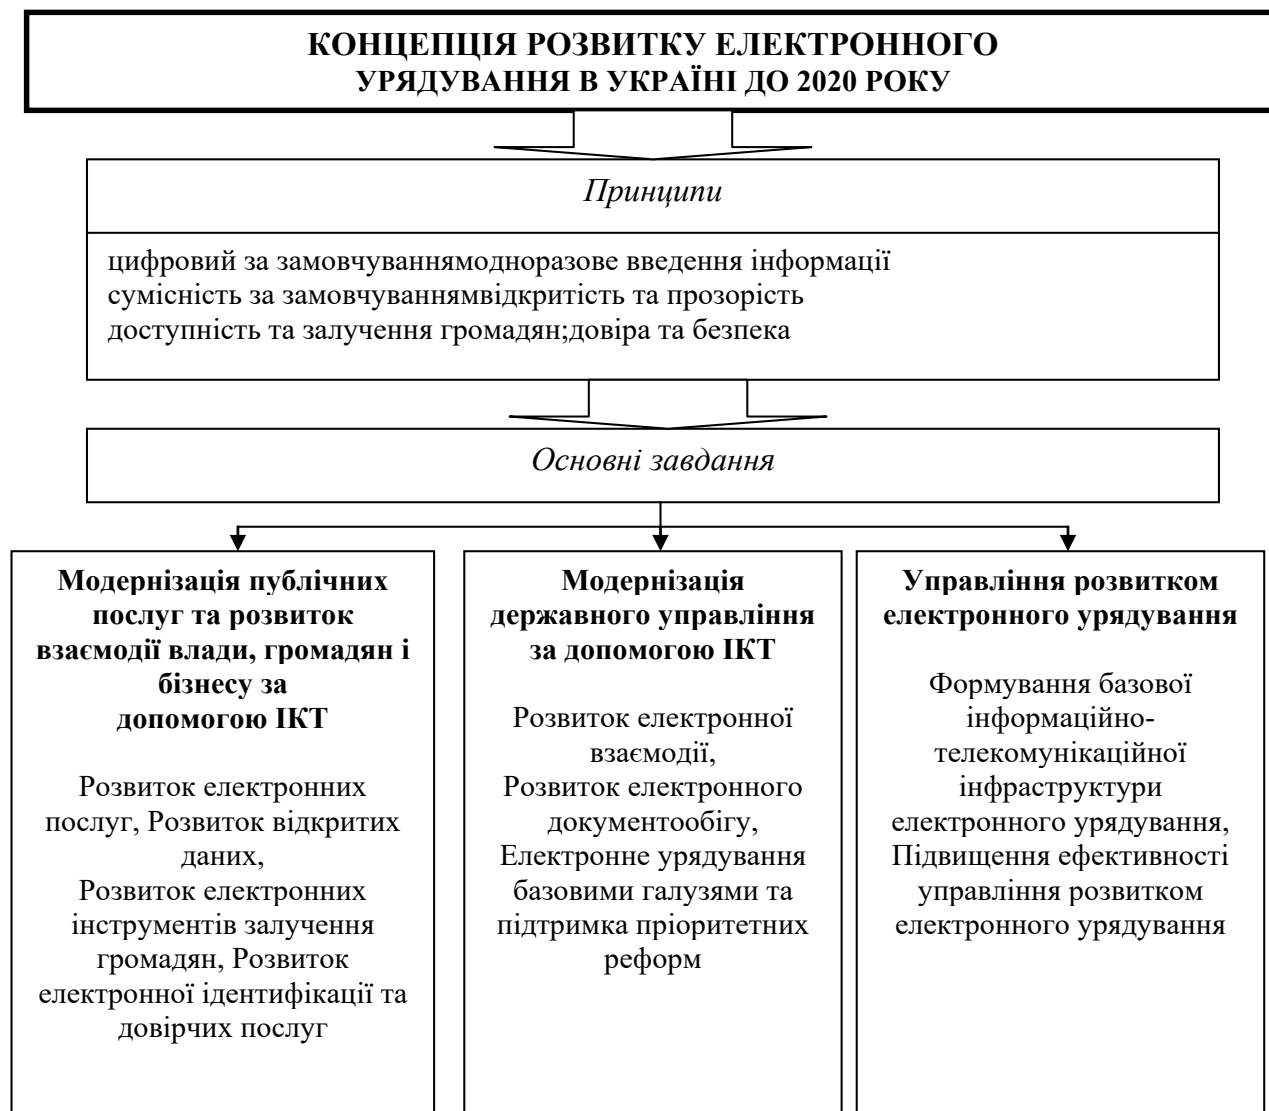 КОНЦЕПЦІЯ РОЗВИТКУ ЕЛЕКТРОННОГО
УРЯДУВАННЯ В УКРАЇНІ ДО 2020 РОКУ
Принципи
цифровий за замовчуваннямодноразове введення інформації
сумісність за замовчуваннямвідкритість та прозорість
доступність та залучення громадян;довіра та безпека
Основні завдання
Модернізація публічних
послуг та розвиток
взаємодії влади, громадян і
бізнесу за
допомогою ІКТ
Розвиток електронних
послуг, Розвиток відкритих
даних,
Розвиток електронних
інструментів залучення
громадян, Розвиток
електронної ідентифікації та
довірчих послуг
Модернізація
державного управління
за допомогою ІКТ
Розвиток електронної
взаємодії,
Розвиток електронного
документообігу,
Електронне урядування
базовими галузями та
підтримка пріоритетних
реформ
Управління розвитком
електронного урядування
Формування базової
інформаційно-
телекомунікаційної
інфраструктури
електронного урядування,
Підвищення ефективності
управління розвитком
електронного урядування